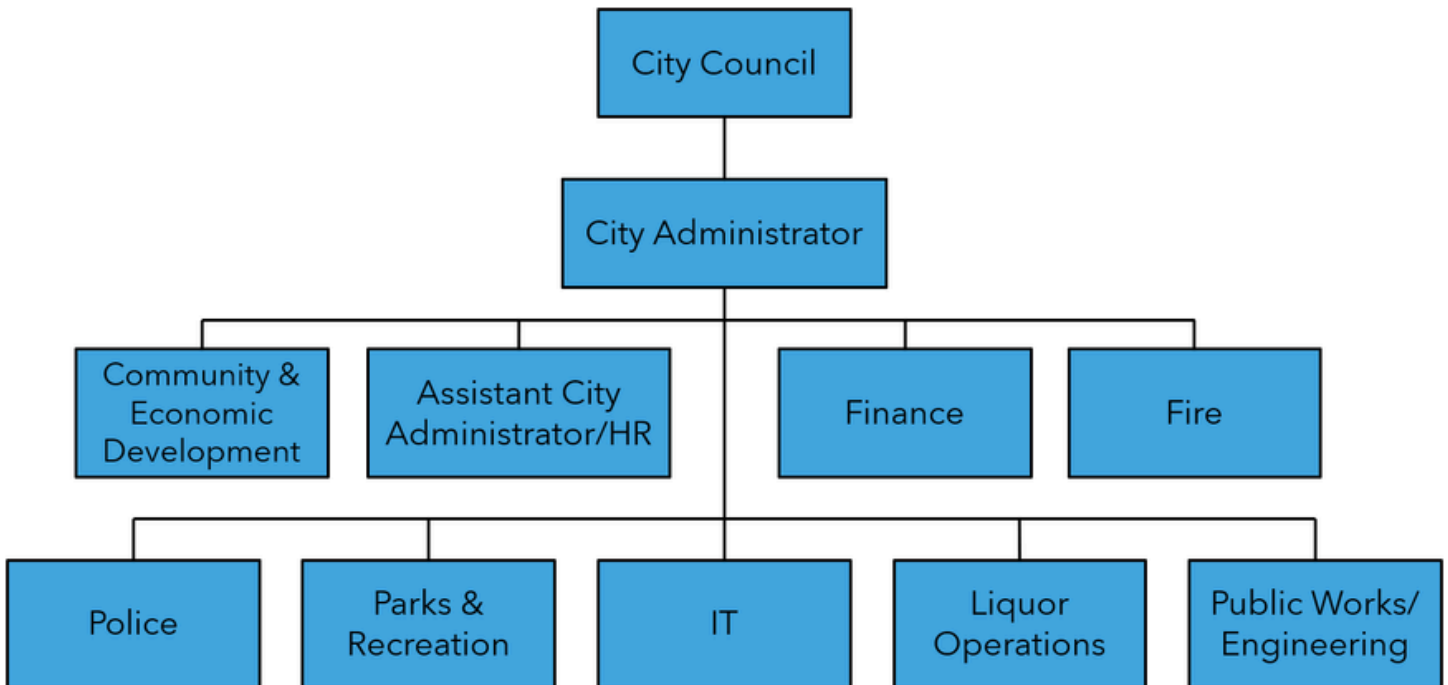 City Council
City Administrator
Community &
Economic
Development
Assistant City
Administrator/HR
Finance
Fire
Police
Parks &
Recreation
IT
Liquor
Operations
Public Works/
Engineering